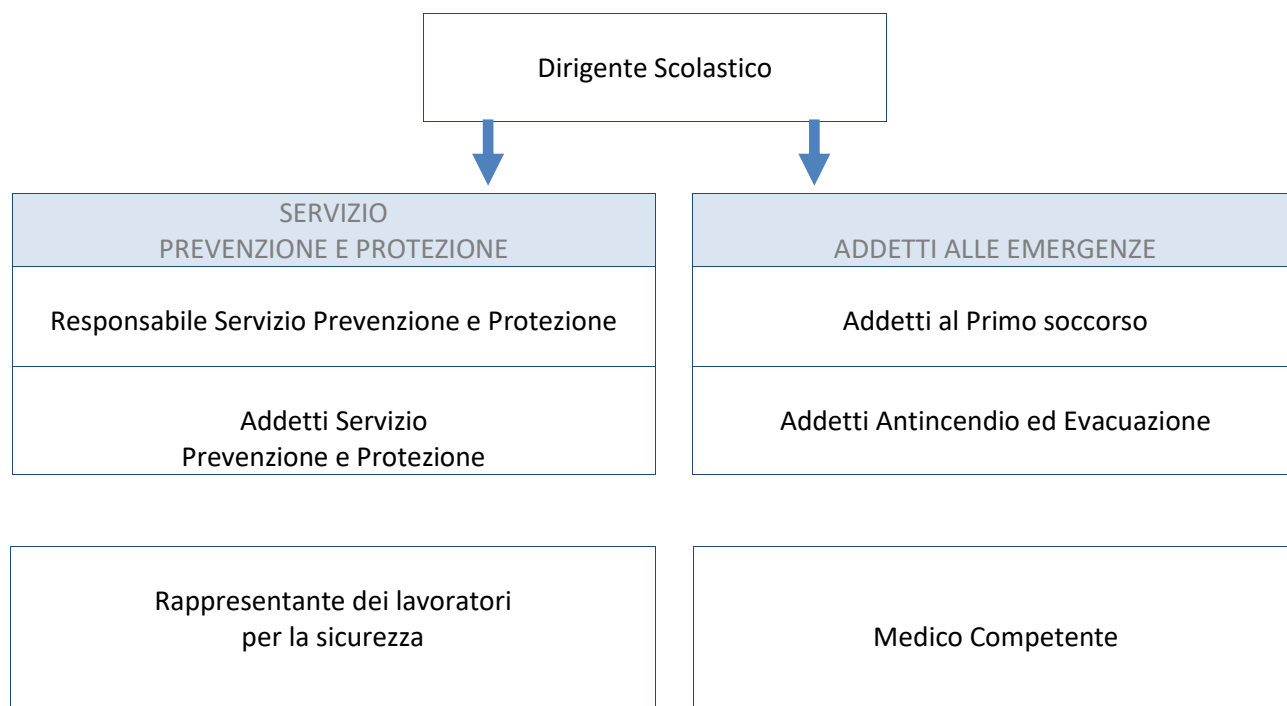 Dirigente Scolastico
SERVIZIO
PREVENZIONE E PROTEZIONE
Responsabile Servizio Prevenzione e Protezione
Addetti Servizio
Prevenzione e Protezione
ADDETTI ALLE EMERGENZE
Addetti al Primo soccorso
Addetti Antincendio ed Evacuazione
Rappresentante dei lavoratori
per la sicurezza
Medico Competente